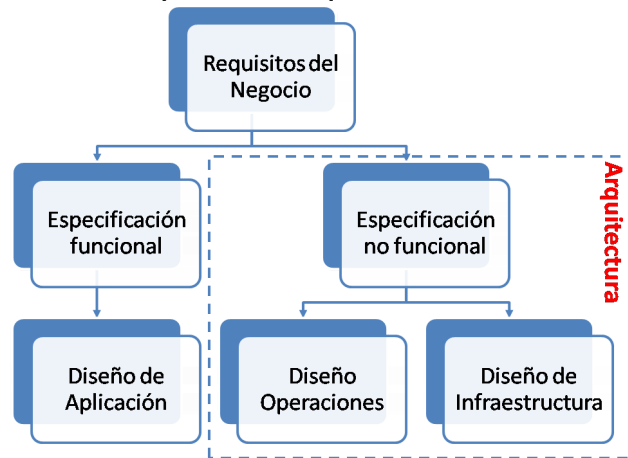 Requisitos del
Negocio
Especificación
funcional
Especificación
no funcional
Arquitectura
Diseño de
Aplicación
Diseño
Operaciones
Diseño de
Infraestructura